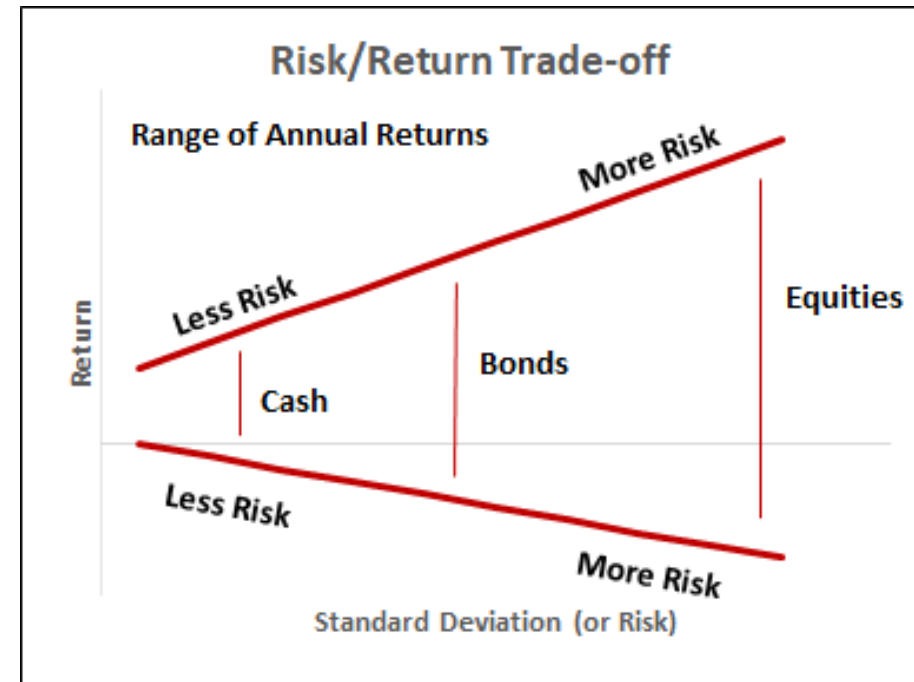 Risk/Return Trade-off
Range of Annual Returns
More Risk
Less Risk
Equities
Bonds
Cash
Return
Less Risk
More Risk
Standard Deviation (or Risk)